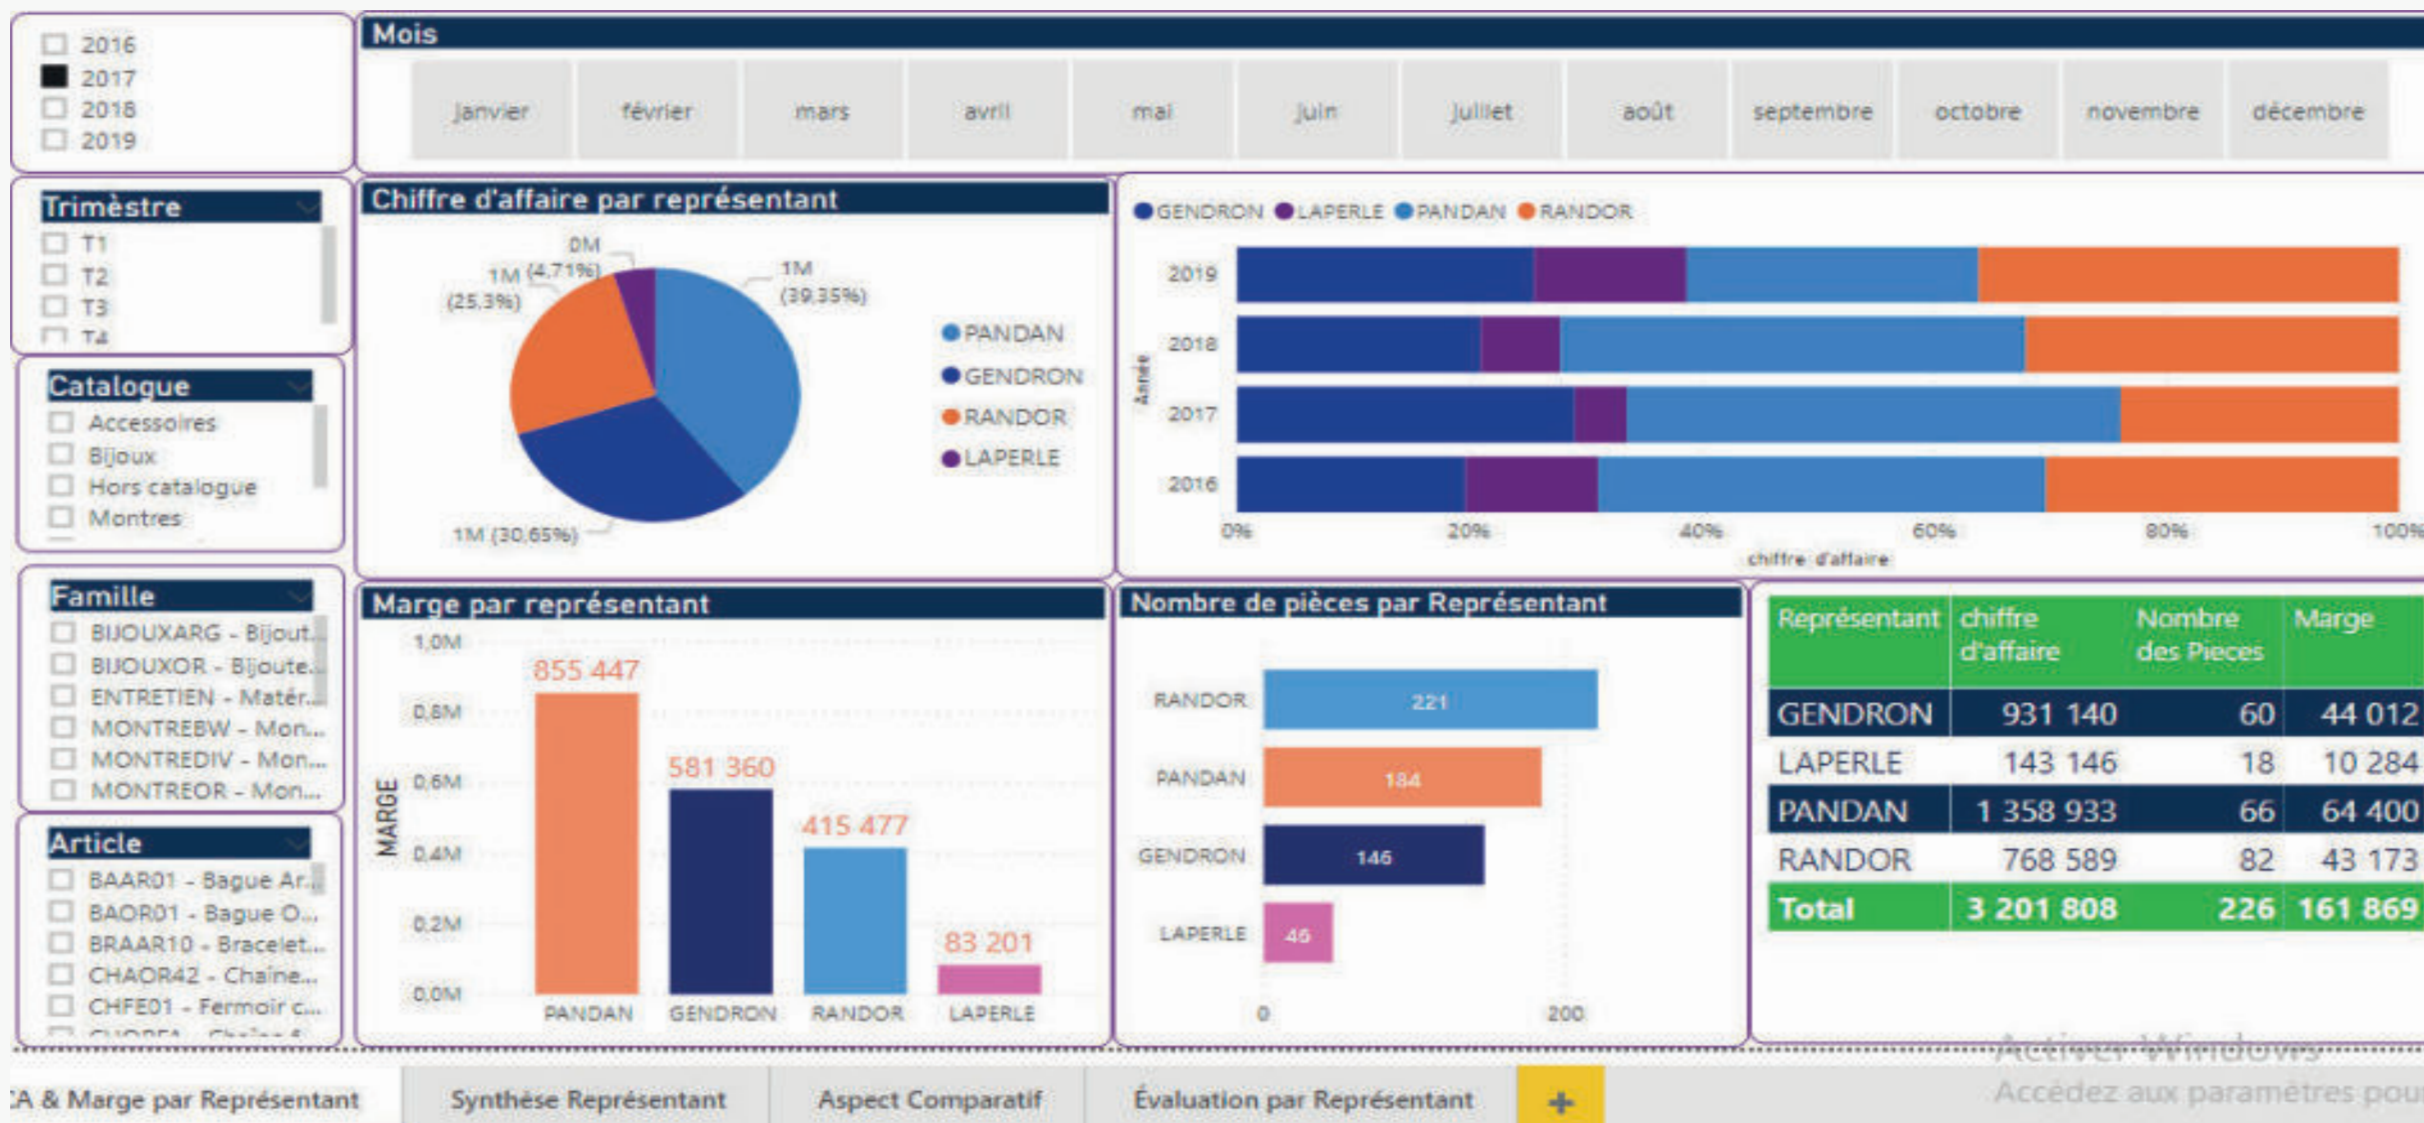 2016
2017
2018
2019
Mois
janvier février mars avril mai juin juillet août septembre octobre novembre décembre
Trimèstre
T1
T2
T3
T4
Catalogue
Accessoires
Bijoux
Hors catalogue
Montres
Famille
BIJOUXARG - Bijout...
BIJOUXOR - Bijoute...
ENTRETIEN - Matér...
MONTREBW - Mon...
MONTREDIV - Mon...
MONTREOR - Mon...
Article
BAAR01 - Bague Ar...
BAOR01 - Bague O...
BRAAR10 - Bracelet...
CHAOR42 - Chaîne...
CHFE01 - Fermoir c...
Chiffre d'affaire par représentant
0M
(4,71%)
1M
(25,3%)
1M
(39,35%)
1M (30,65%)
PANDAN
GENDRON
RANDOR
LAPERLE
GENDRON LAPERLE PANDAN RANDOR
Année
2019
2018
2017
2016
0% 20% 40% 60% 80% 100%
chiffre d'affaire
Marge par représentant
MARGE
1,0M
0,8M
0,6M
0,4M
0,2M
0,0M
855 447
581 360
415 477
83 201
PANDAN GENDRON RANDOR LAPERLE
Nombre de pièces par Représentant
RANDOR 221
PANDAN 184
GENDRON 146
LAPERLE 46
0 200
Représentant chiffre d'affaire Nombre des Pieces Marge
GENDRON 931 140 60 44 012
LAPERLE 143 146 18 10 284
PANDAN 1 358 933 66 64 400
RANDOR 768 589 82 43 173
Total 3 201 808 226 161 869
Activer Windows
Accédez aux paramètres pour
CA & Marge par Représentant Synthèse Représentant Aspect Comparatif Évaluation par Représentant +